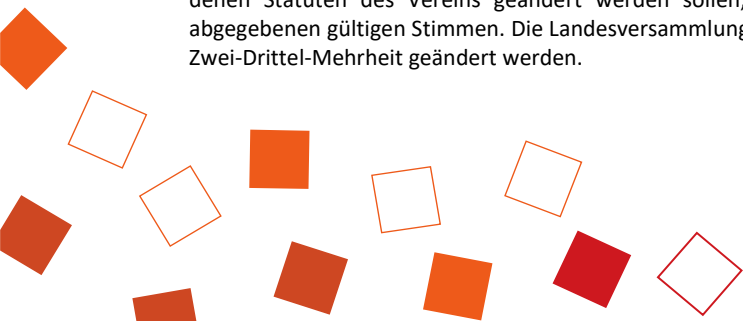 denen Statuten des Vereins geändert werden sollen,
abgegebenen gültigen Stimmen. Die Landesversammlung
Zwei-Drittel-Mehrheit geändert werden.